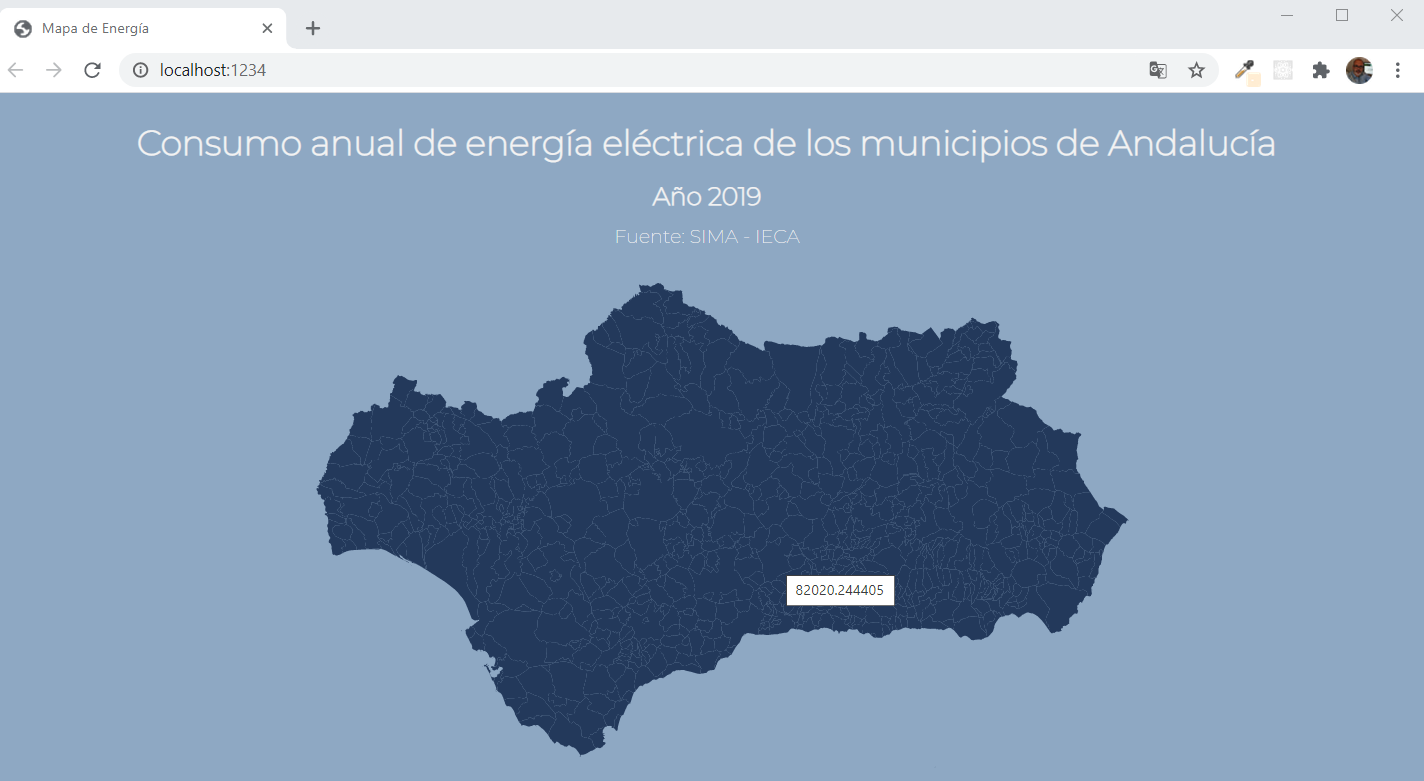 Mapa de Energía
localhost:1234
Consumo anual de energía eléctrica de los municipios de Andalucía
Año 2019
Fuente: SIMA - IECA
82020.244405